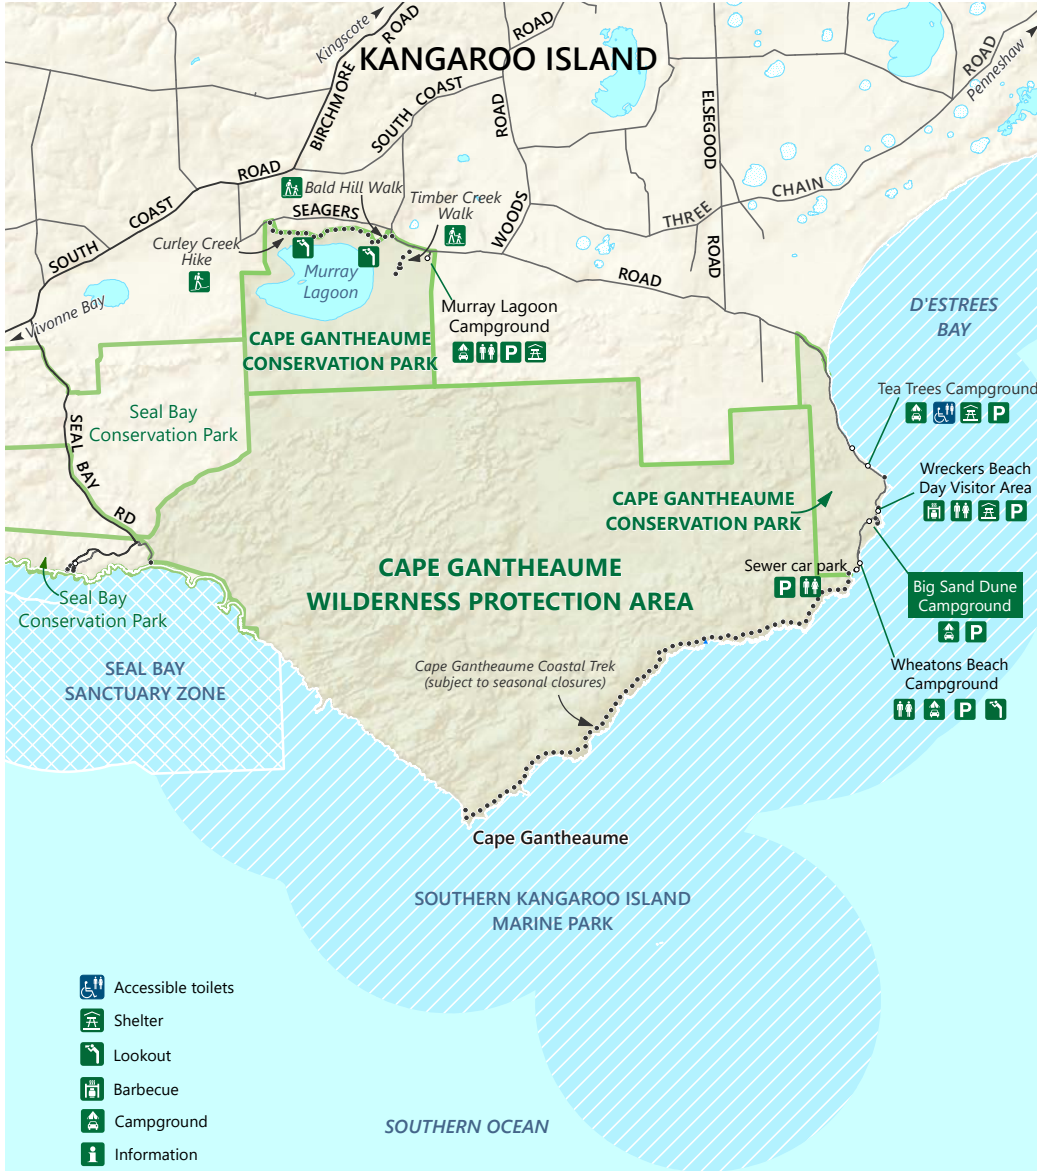 Kingscote
ROAD
ROAD
KANGAROO ISLAND
ROAD
Penneshaw
BIRCHMORE
SOUTH COAST
ROAD
ELSEGOOD
ROAD
SOUTH COAST ROAD
Bald Hill Walk
SEAGERS
Timber Creek
Walk
WOODS
THREE CHAIN
ROAD
Curley Creek
Hike
Murray
Lagoon
ROAD
Vivonne Bay
Murray Lagoon
Campground
P
D'ESTREES
BAY
CAPE GANTHEAUME
CONSERVATION PARK
Tea Trees Campground
P
Seal Bay
Conservation Park
SEAL BAY RD
Wreckers Beach
Day Visitor Area
P
CAPE GANTHEAUME
CONSERVATION PARK
CAPE GANTHEAUME
WILDERNESS PROTECTION AREA
Sewer car park
P
Big Sand Dune
Campground
P
Seal Bay
Conservation Park
SEAL BAY
SANCTUARY ZONE
Cape Gantheaume Coastal Trek
(subject to seasonal closures)
Wheatons Beach
Campground
P
Cape Gantheaume
SOUTHERN KANGAROO ISLAND
MARINE PARK
Accessible toilets
Shelter
Lookout
Barbecue
Campground
i Information
SOUTHERN OCEAN